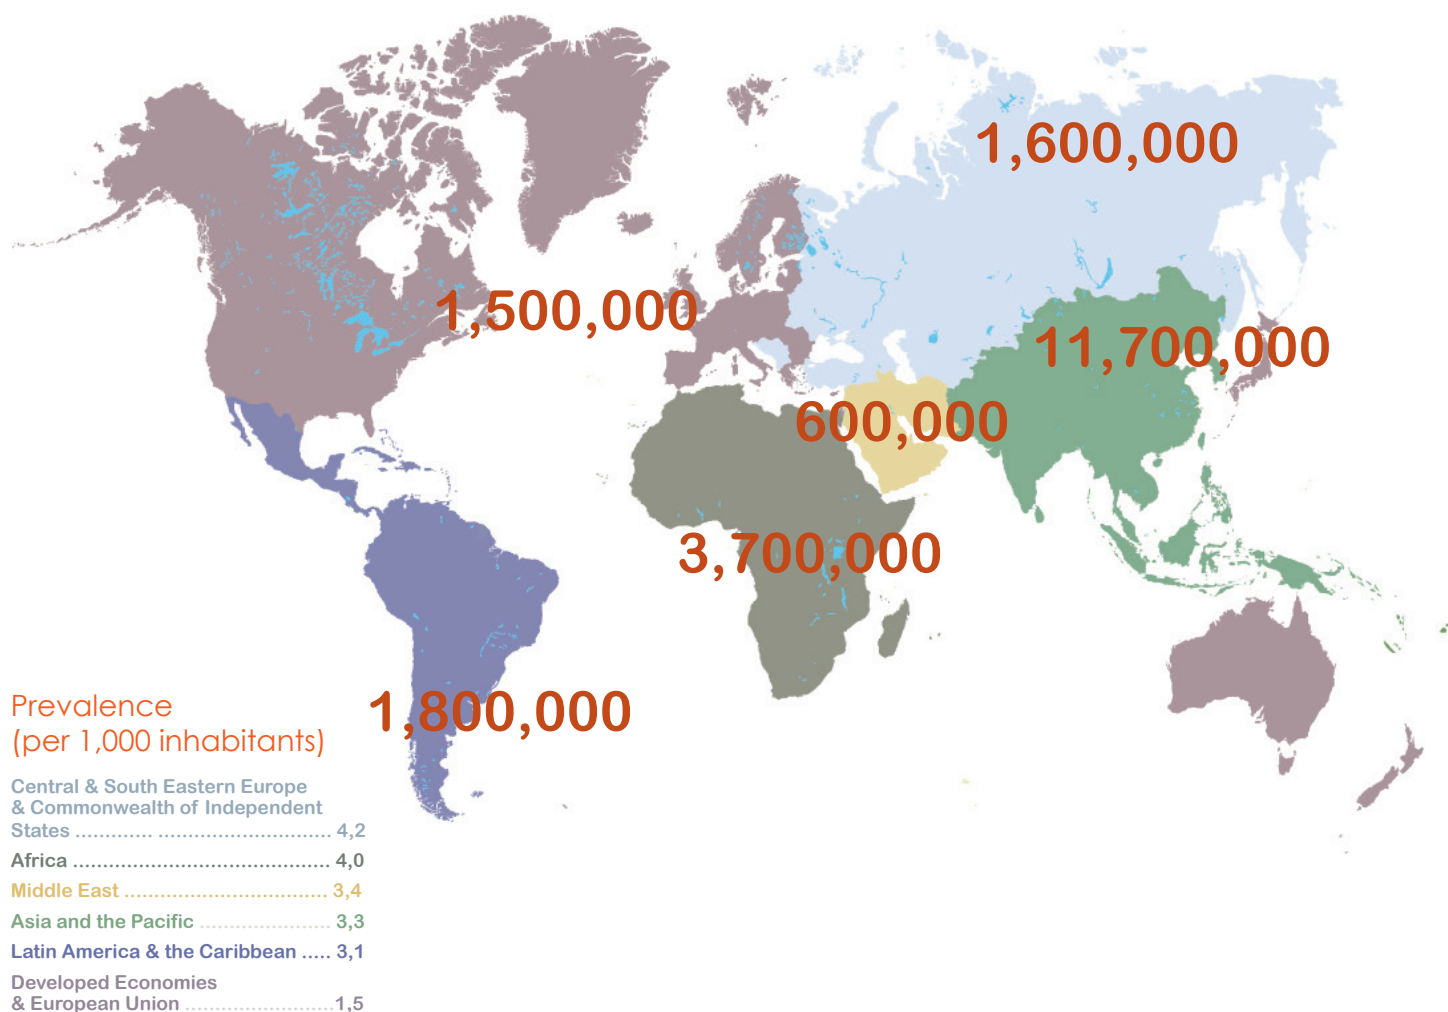 1,600,000
1,500,000
11,700,000
600,000
3,700,000
1,800,000
Prevalence
(per 1,000 inhabitants)
Central & South Eastern Europe
& Commonwealth of Independent
States ............. ............................. 4,2
Africa ........................................... 4,0
Middle East .................................. 3,4
Asia and the Pacific ...................... 3,3
Latin America & the Caribbean ..... 3,1
Developed Economies
& European Union .........................1,5